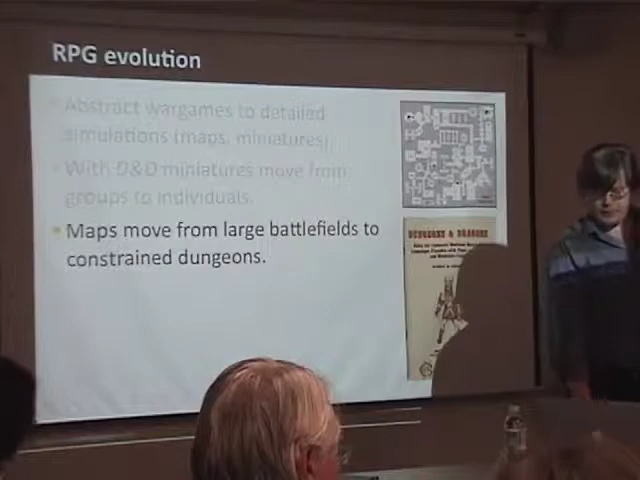 RPG evolution
Abstract wargames to detailed
simulations (maps, miniatures).
With D&D miniatures move from
groups to individuals.
Maps move from large battlefields to
constrained dungeons.
DUNGEONS & DRAGONS